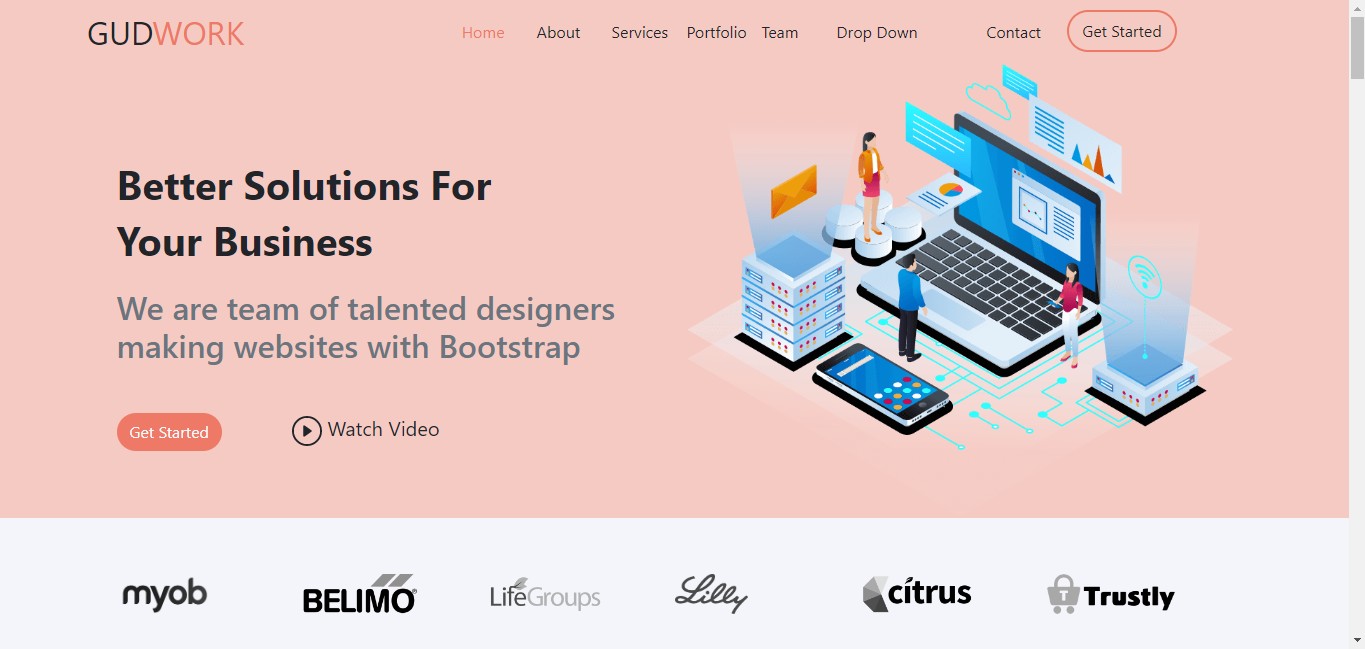 GUDWORK
Home About Services Portfolio Team Drop Down Contact Get Started
Better Solutions For
Your Business
We are team of talented designers
making websites with Bootstrap
Get Started Watch Video
myob BELIMO® LifeGroups Lilly cítrus T Trustly